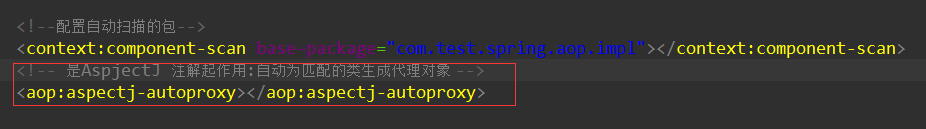 <!--配置自动扫描的包-->
<context:component-scan base-package="com.test.spring.aop.impl"></context:component-scan>
<!-- 是AspjectJ 注解起作用:自动为匹配的类生成代理对象 -->
<aop:aspectj-autoproxy></aop:aspectj-autoproxy>